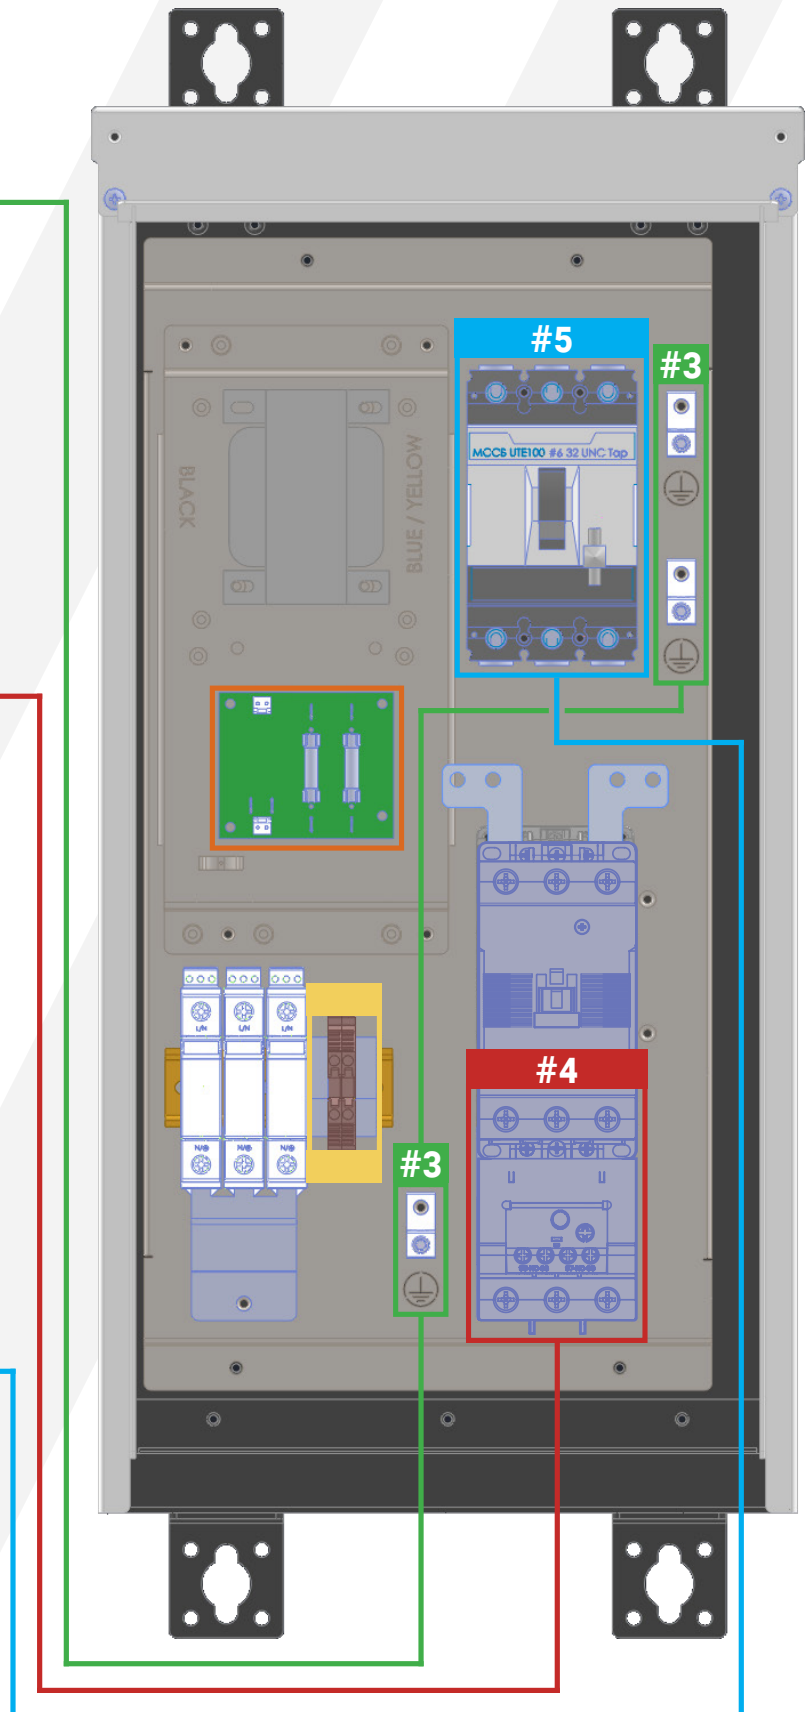 #5
#3
MCCB UTE100 #6 32 UNC Tap
BLACK
BLUE / YELLOW
L/N
L/N
L/N
#4
N/⏚
N/⏚
N/⏚
#3